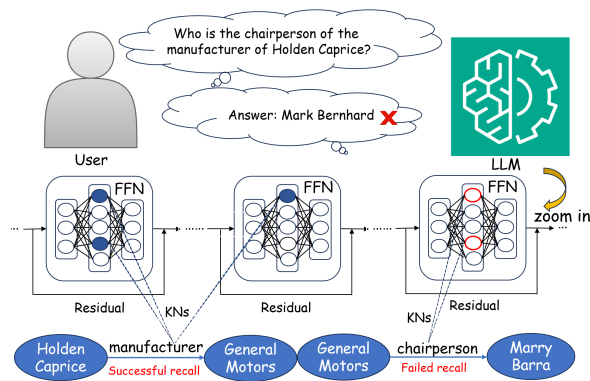 Who is the chairperson of the
manufacturer of Holden Caprice?
Answer: Mark Bernhard X
User
LLM
FFN
FFN
FFN
zoom in
Residual
Residual
Residual
KNs
KNs
Holden
Caprice
manufacturer
Successful recall
General
Motors
General
Motors
chairperson
Failed recall
Marry
Barra